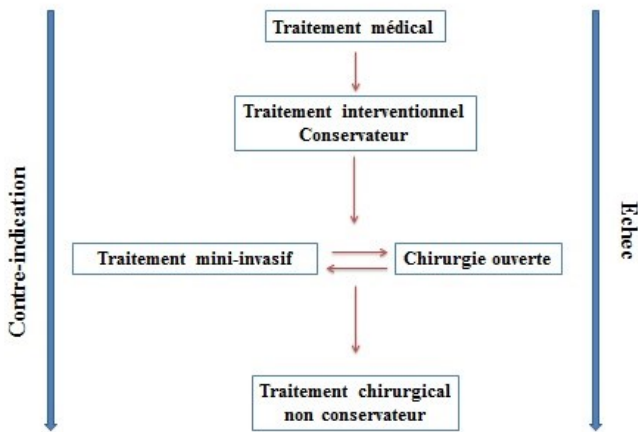 Traitement médical
Traitement interventionnel
Conservateur
Contre-indication
Echec
Traitement mini-invasif
Chirurgie ouverte
Traitement chirurgical
non conservateur